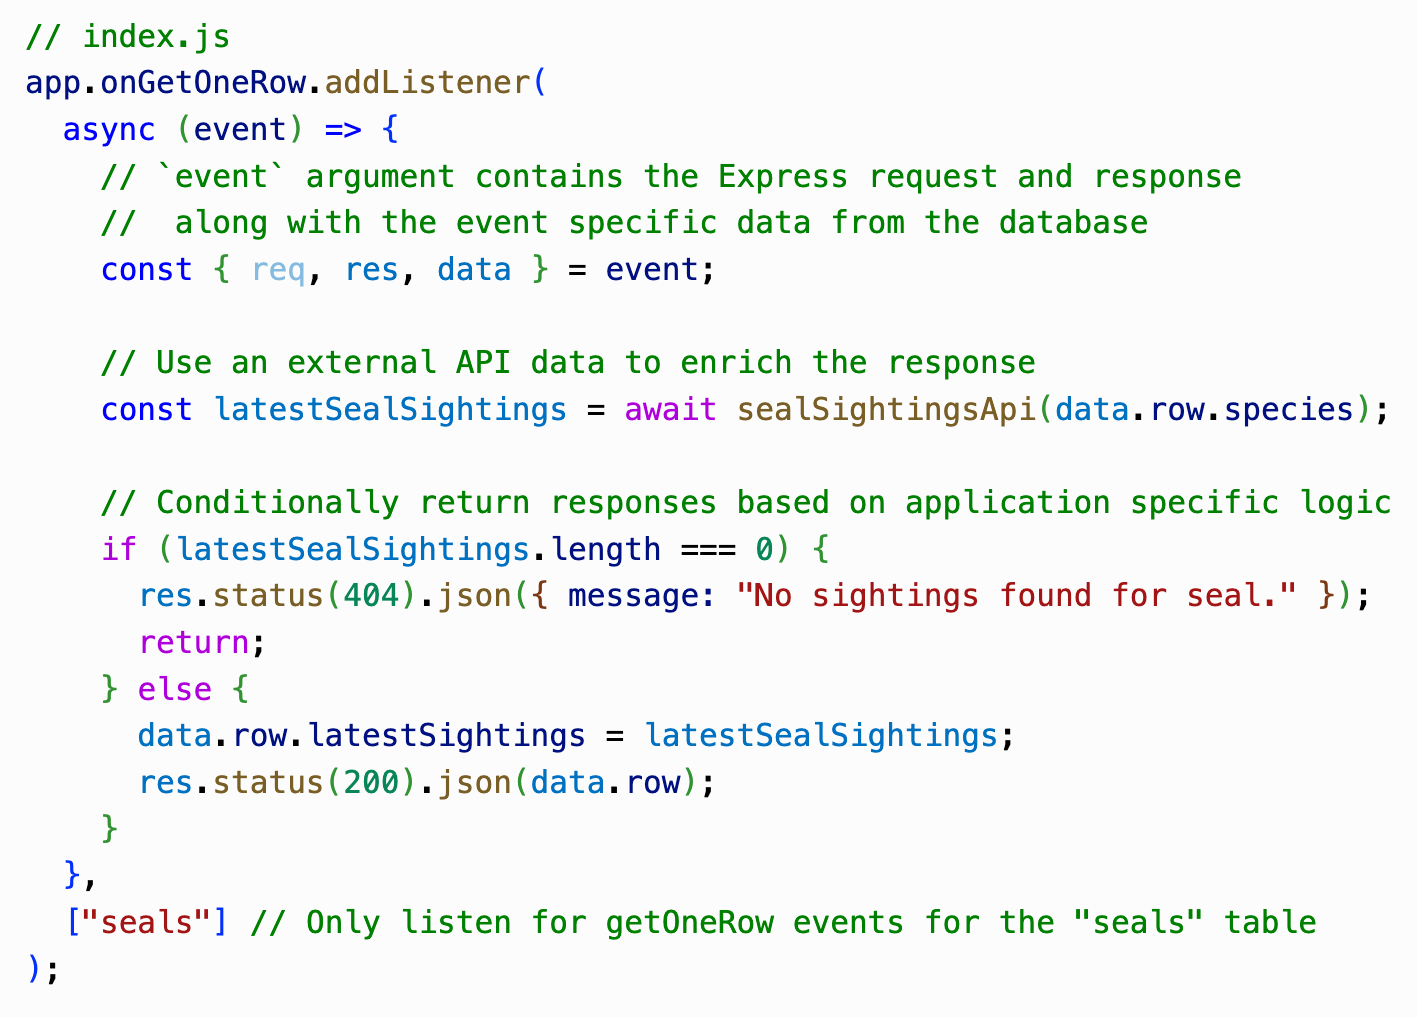 // index.js
app.onGetOneRow.addListener(
  async (event) => {
    // `event` argument contains the Express request and response
    //  along with the event specific data from the database
    const { req, res, data } = event;

    // Use an external API data to enrich the response
    const latestSealSightings = await sealSightingsApi(data.row.species);

    // Conditionally return responses based on application specific logic
    if (latestSealSightings.length === 0) {
      res.status(404).json({ message: "No sightings found for seal." });
      return;
    } else {
      data.row.latestSightings = latestSealSightings;
      res.status(200).json(data.row);
    }
  },
  ["seals"] // Only listen for getOneRow events for the "seals" table
);